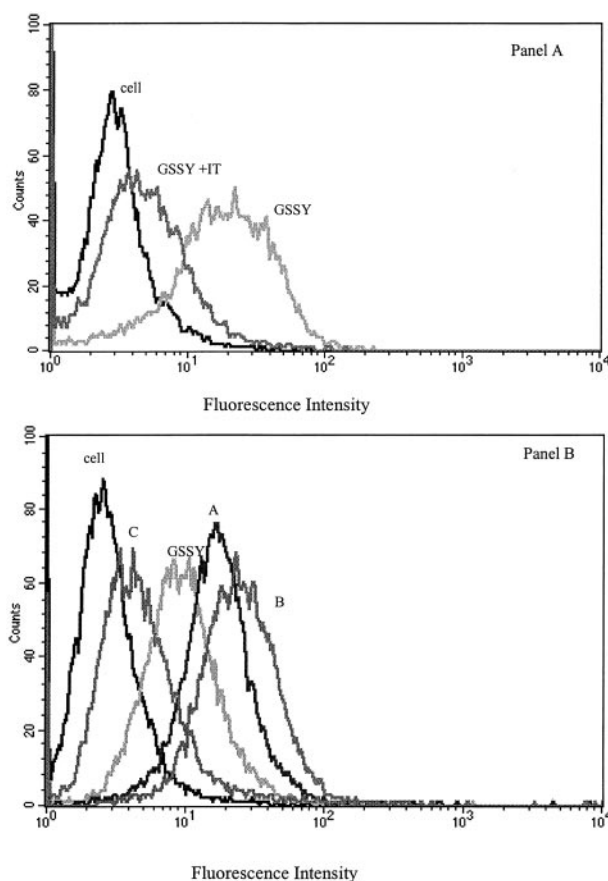 Panel A
100
cell
80
GSSY +IT
GSSY
60
Counts
40
20
0
10⁰ 10¹ 10² 10³ 10⁴
Fluorescence Intensity
Panel B
100
cell
A
80
C
GSSY
B
60
Counts
40
20
0
10⁰ 10¹ 10² 10³ 10⁴
Fluorescence Intensity